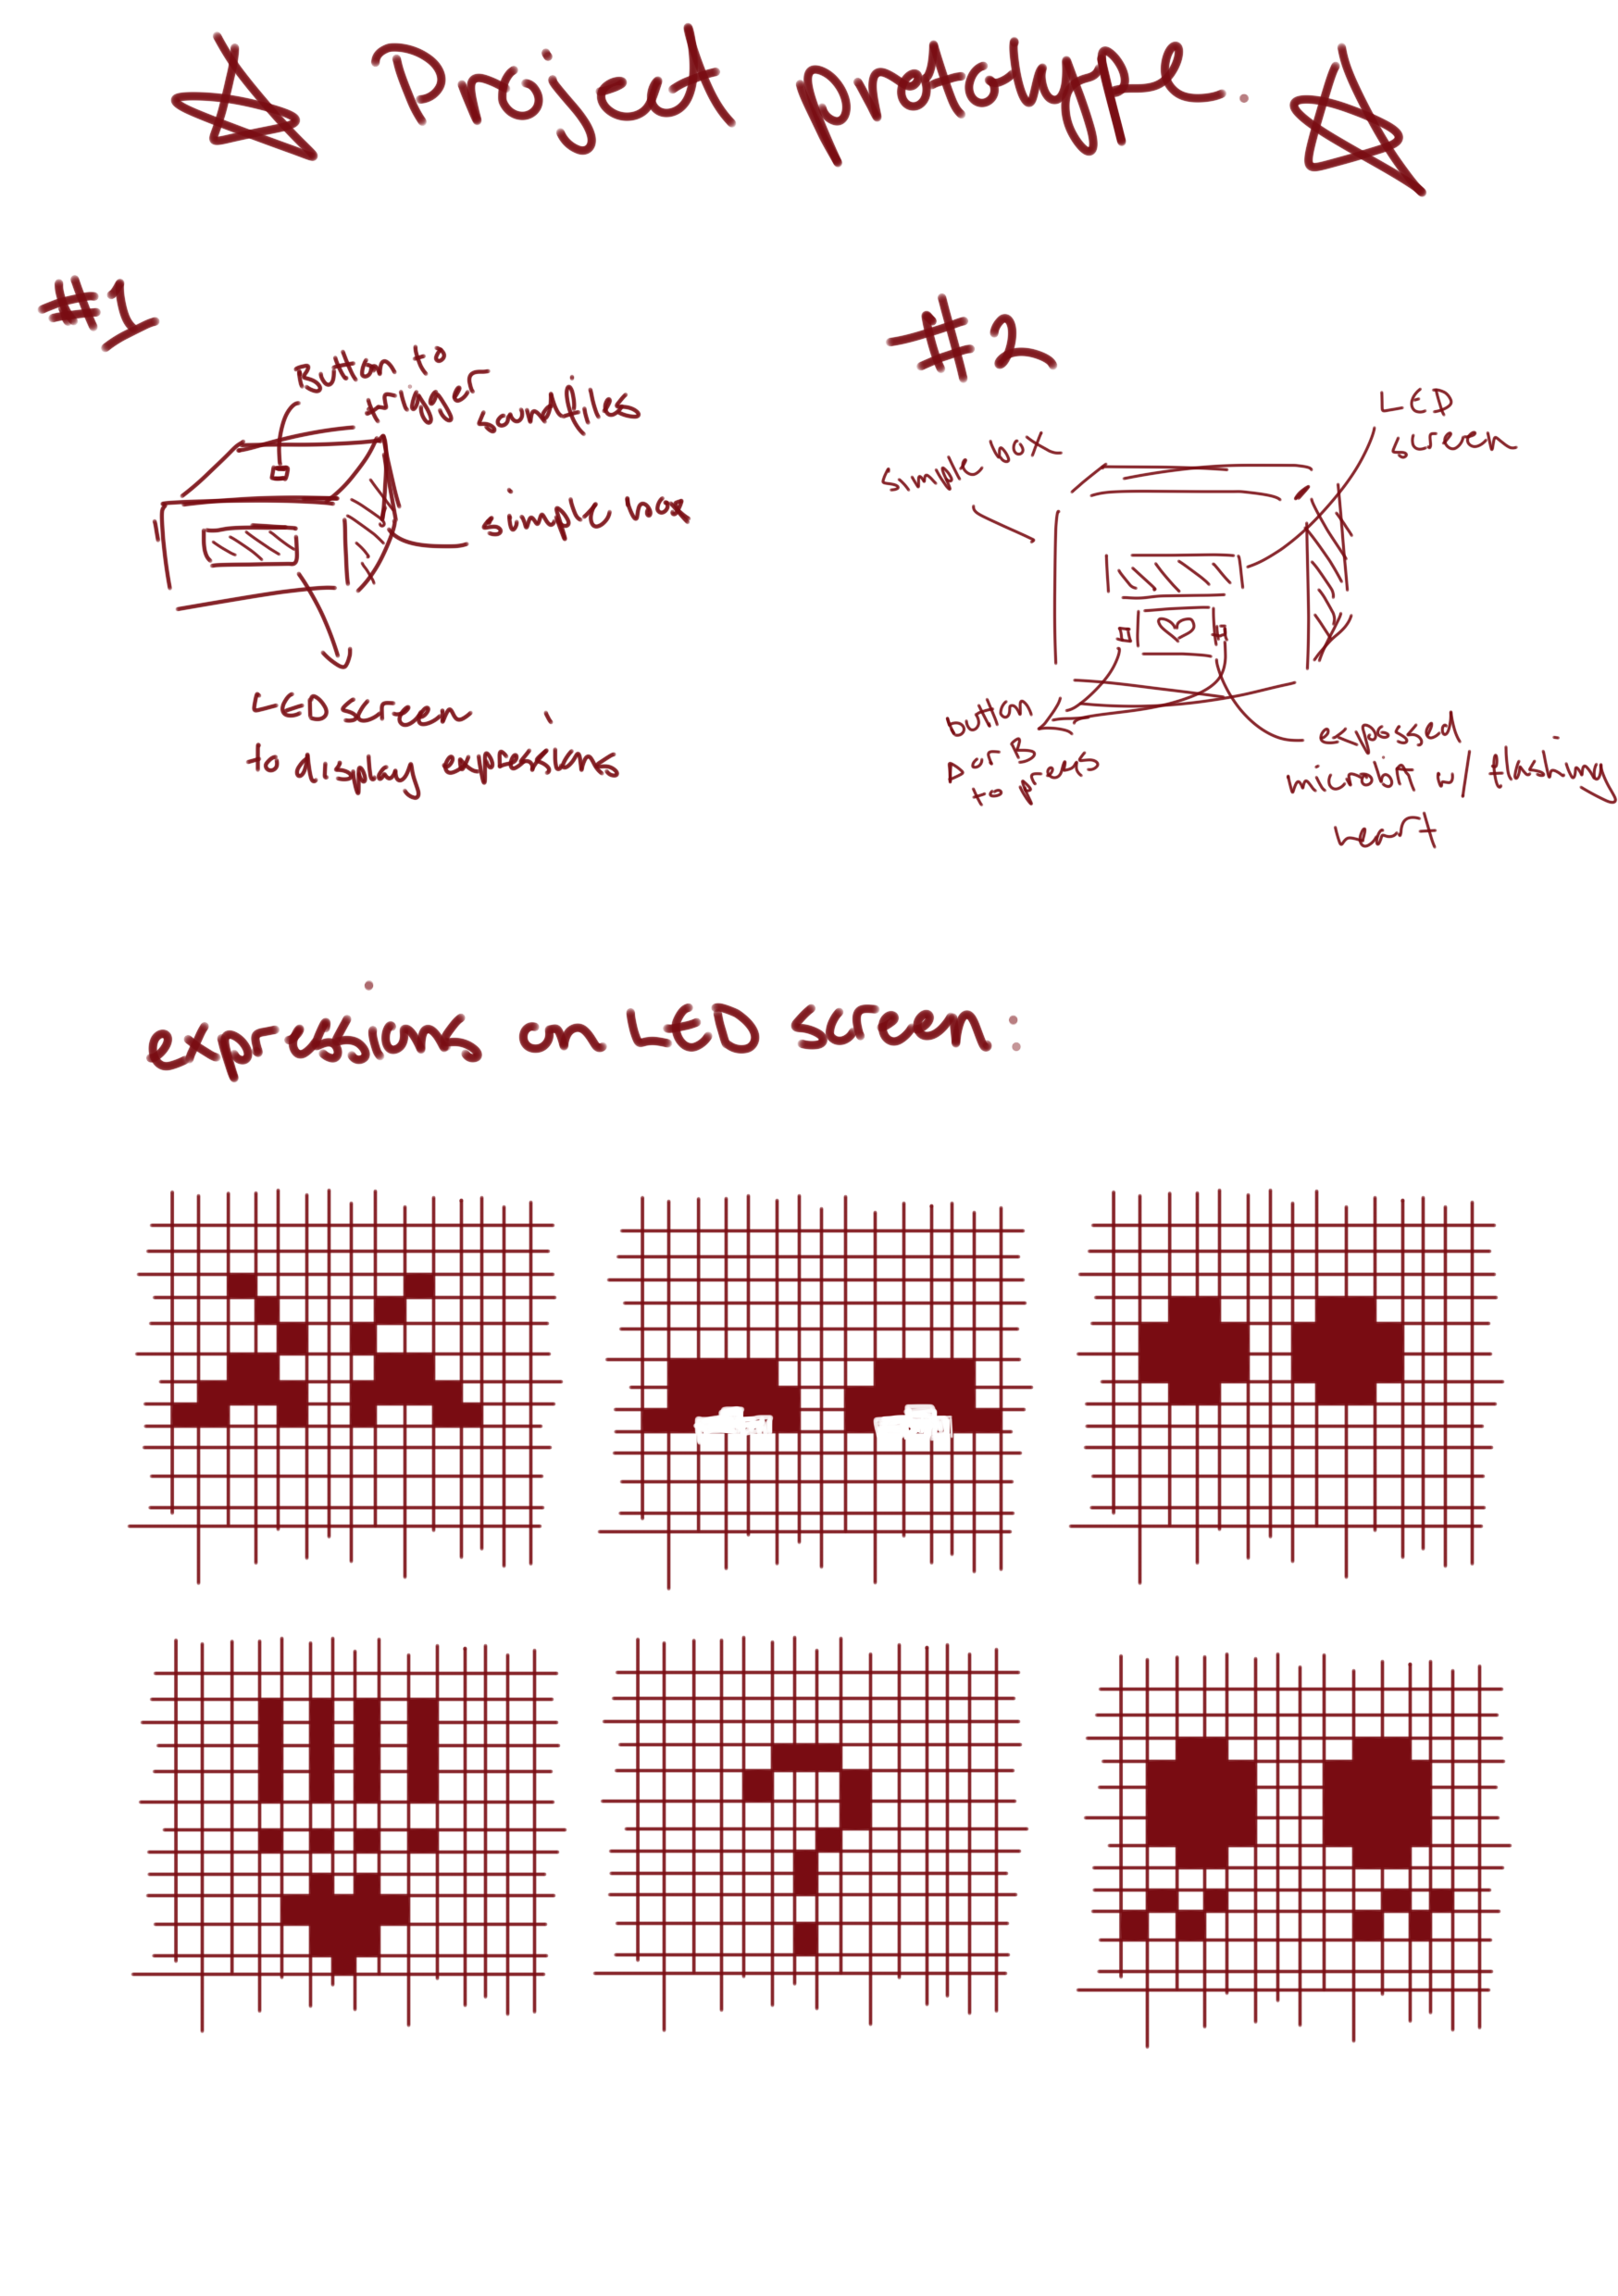 Project prototype.
#1
Button to
trigger
soundfiles
simple box
LED screen
to display expressions
#2
LED
screen
simple box
button
A or B
to press
exposed
microbit w/ flashing
heart
expressions on LED screen: